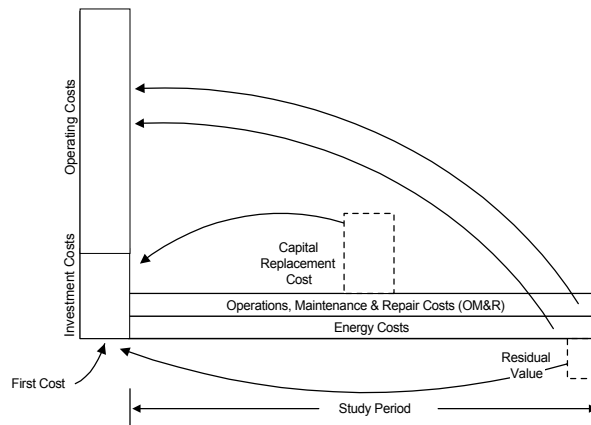 Operating Costs
Investment Costs
Capital
Replacement
Cost
Operations, Maintenance & Repair Costs (OM&R)
Energy Costs
Residual
Value
First Cost
Study Period